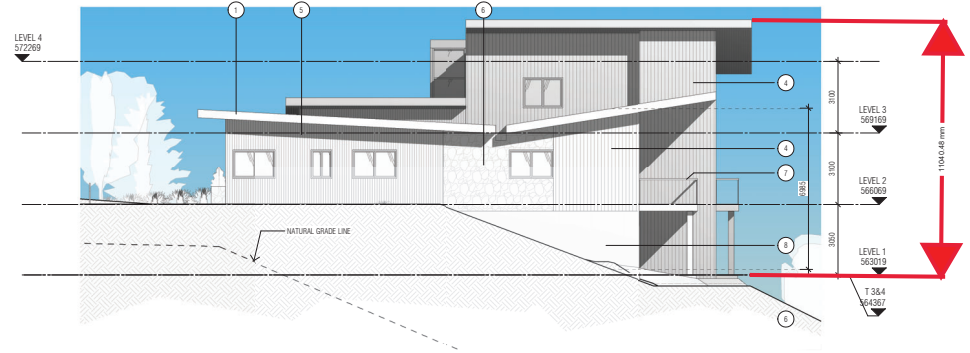 1
5
6
LEVEL 4
572269
4
3100
LEVEL 3
569169
4
3100
7
LEVEL 2
566069
6985
11040.48 mm
NATURAL GRADE LINE
8
3050
LEVEL 1
563019
T 3&4
564367
6